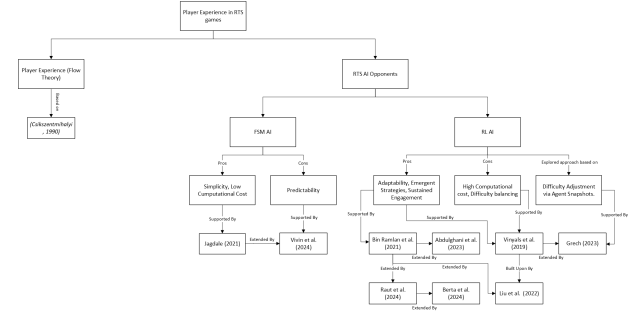 Player Experience in RTS
games
Player Experience (Flow
Theory)
RTS AI Opponents
Based on
(Csikszentmihalyi
, 1990)
FSM AI
RL AI
Pros
Cons
Pros
Cons
Explored approach based on
Simplicity, Low
Computational Cost
Predictability
Adaptability, Emergent
Strategies, Sustained
Engagement
High Computational
cost, Difficulty balancing
Difficulty Adjustment
via Agent Snapshots.
Supported By
Supported By
Supported By
Supported By
Supported By
Supported By
Jagdale (2021)
Extended By
Vivin et al.
(2024)
Bin Ramlan et al.
(2021)
Abdulghani et al.
(2023)
Vinyals et al.
(2019)
Grech (2023)
Extended By
Extended By
Extended By
Extended By
Built Upon By
Raut et al.
(2024)
Berta et al.
(2024)
Liu et al. (2022)
Extended By